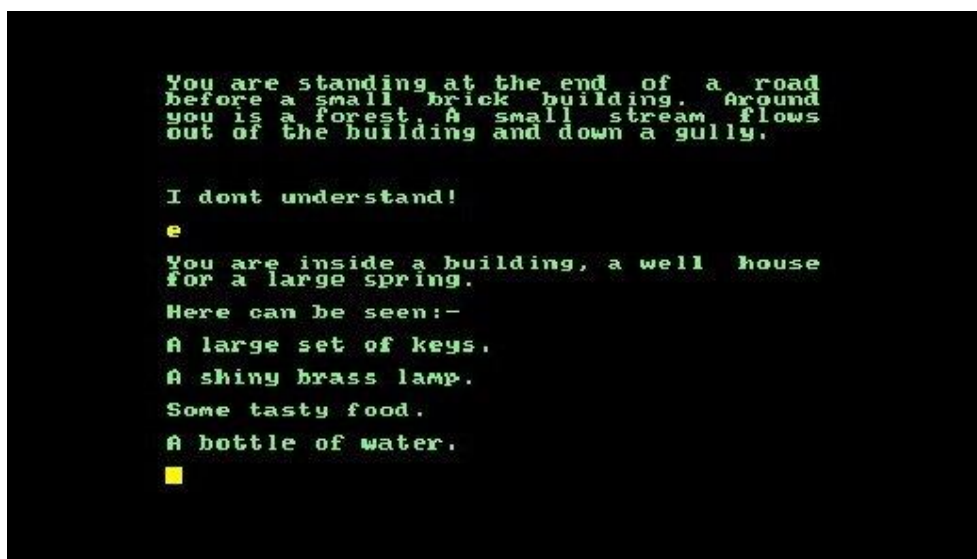 You are standing at the end of a road
before a small brick building. Around
you is a forest. A small stream flows
out of the building and down a gully.
I dont understand!
e
You are inside a building, a well house
for a large spring.
Here can be seen:-
A large set of keys.
A shiny brass lamp.
Some tasty food.
A bottle of water.